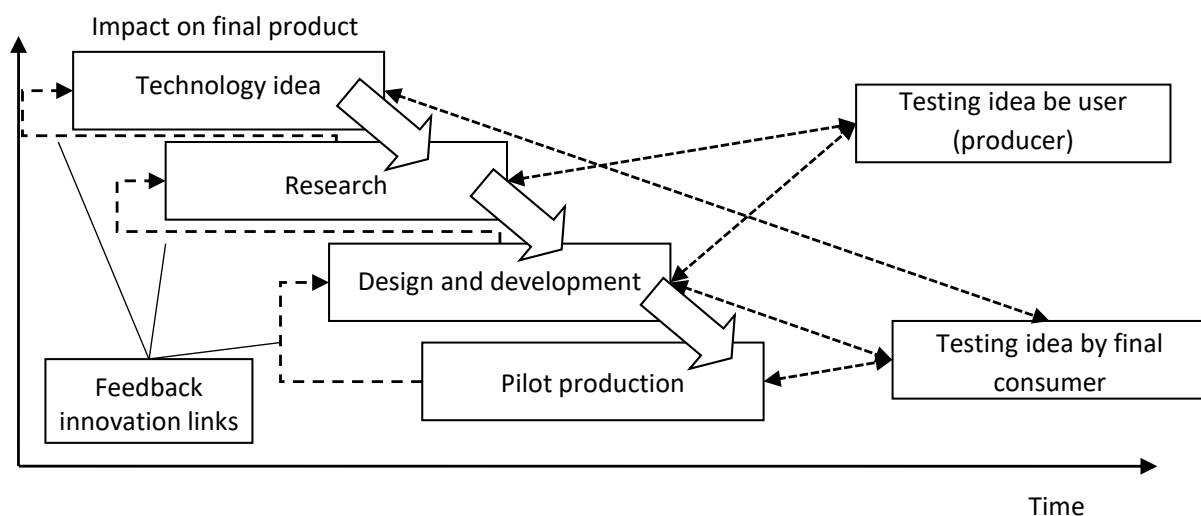 Impact on final product
Technology idea
Testing idea be user
(producer)
Research
Design and development
Testing idea by final
consumer
Pilot production
Feedback
innovation links
Time